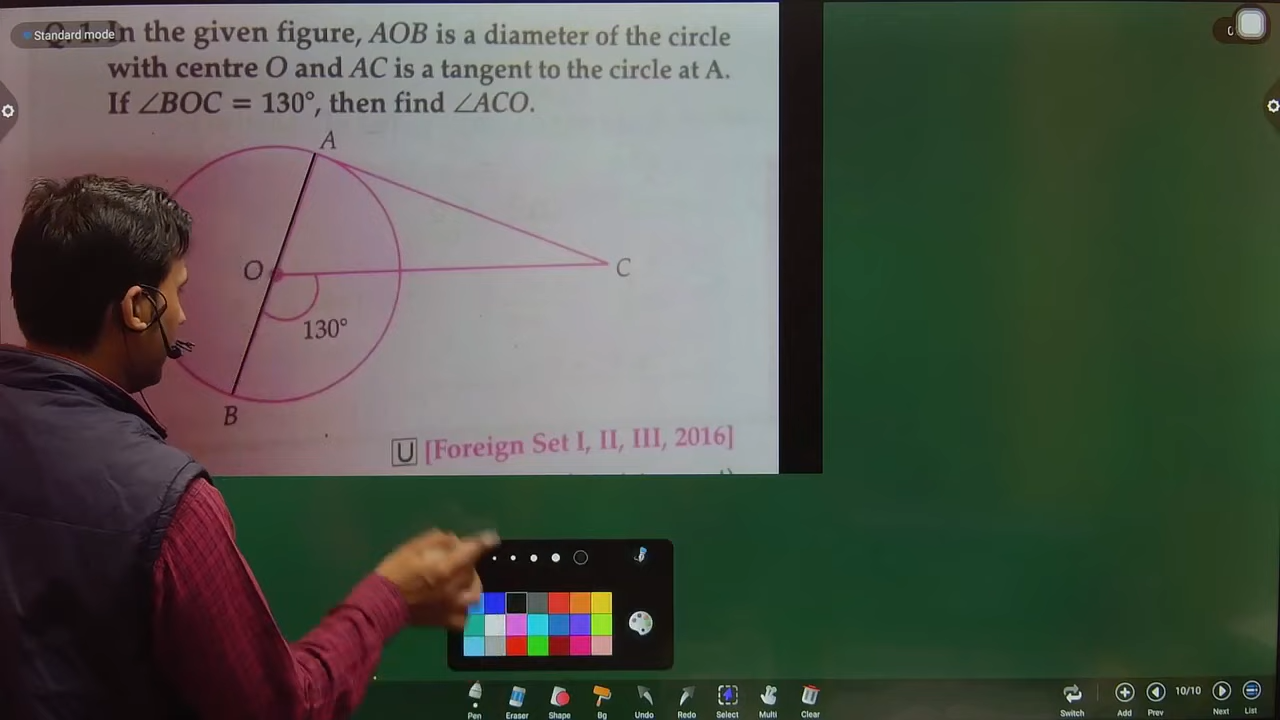 Standard mode
In the given figure, AOB is a diameter of the circle
with centre O and AC is a tangent to the circle at A.
If ∠BOC = 130°, then find ∠ACO.
A
O
C
130°
B
U [Foreign Set I, II, III, 2016]
Pen Eraser Shape Bg Undo Redo Select Multi Clear
Switch Add Prev 10/10 Next List